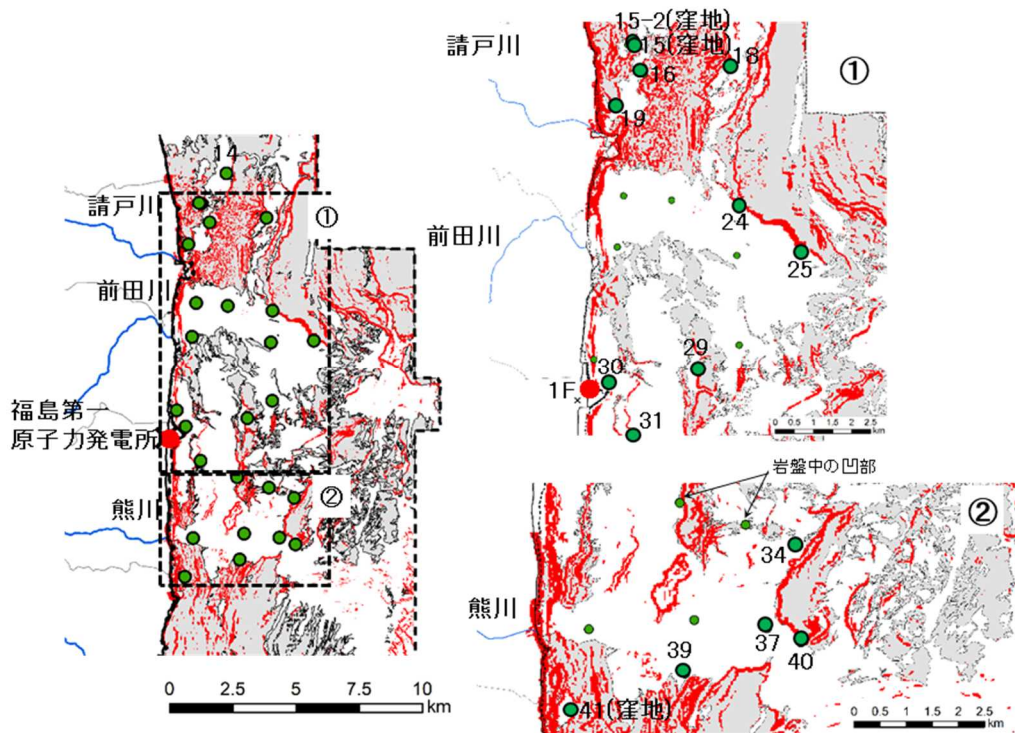 14
請戸川
①
前田川
福島第一
原子力発電所
②
熊川
0 2.5 5 10
km
15-2(窪地)
15(窪地)
請戸川
16
18
①
19
前田川
24
25
29
30
1F
31
0 0.5 1 1.5 2 2.5
km
岩盤中の凹部
②
34
熊川
37
40
39
41(窪地)
0 0.5 1 1.5 2 2.5
km